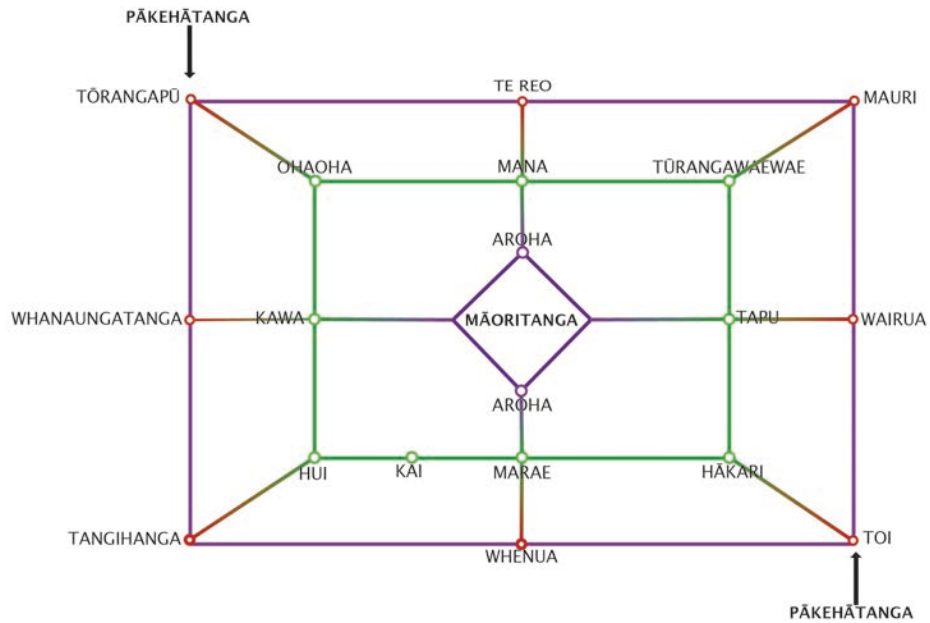 PĀKEHĀTANGA
TŌRANGAPŪ
TE REO
MAURI
OHAOHA
MANA
TŪRANGAWAEWAE
AROHA
WHANAUNGATANGA
KAWA
MĀORITANGA
TAPU
WAIRUA
AROHA
HUI
KAI
MARAE
HĀKARI
TANGIHANGA
WHENUA
TOI
PĀKEHĀTANGA